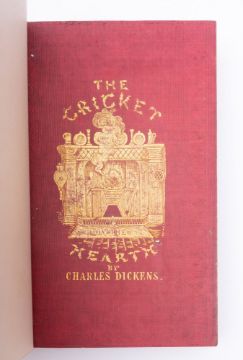 THE
CRICKET
HEARTH
BY
CHARLES DICKENS.